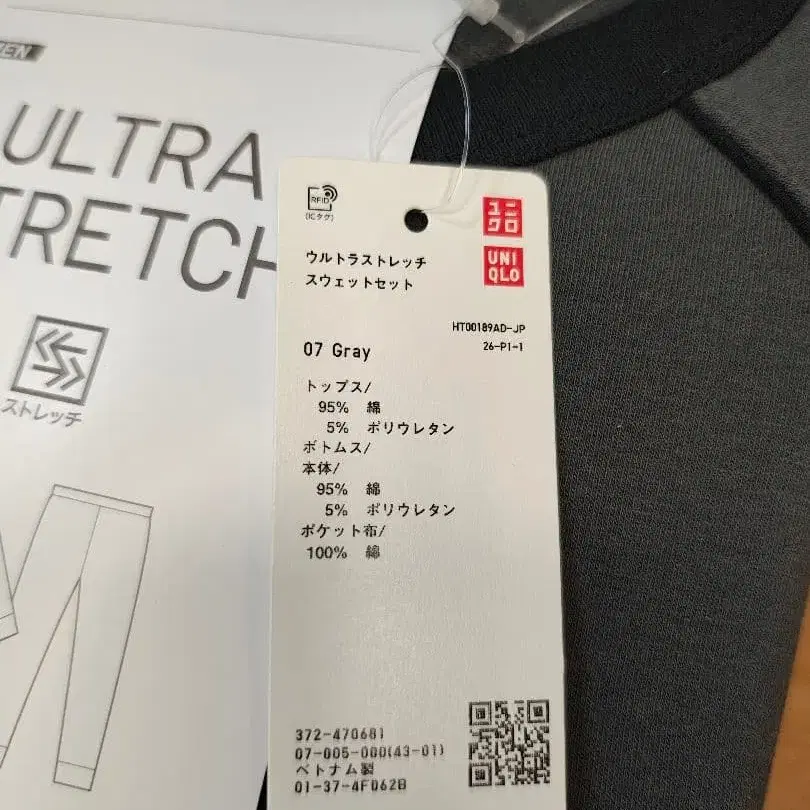 ULTRA
TRETCH
ストレッチ
RFID
(ICタグ)
ユニ
クロ
UNI
QLO
ウルトラストレッチ
スウェットセット
HT00189AD-JP
26-P1-1
07 Gray
トップス/
95% 綿
5% ポリウレタン
ボトムス/
本体/
95% 綿
5% ポリウレタン
ポケット布/
100% 綿
372-470681
07-005-000(43-01)
ベトナム製
01-37-4F062B